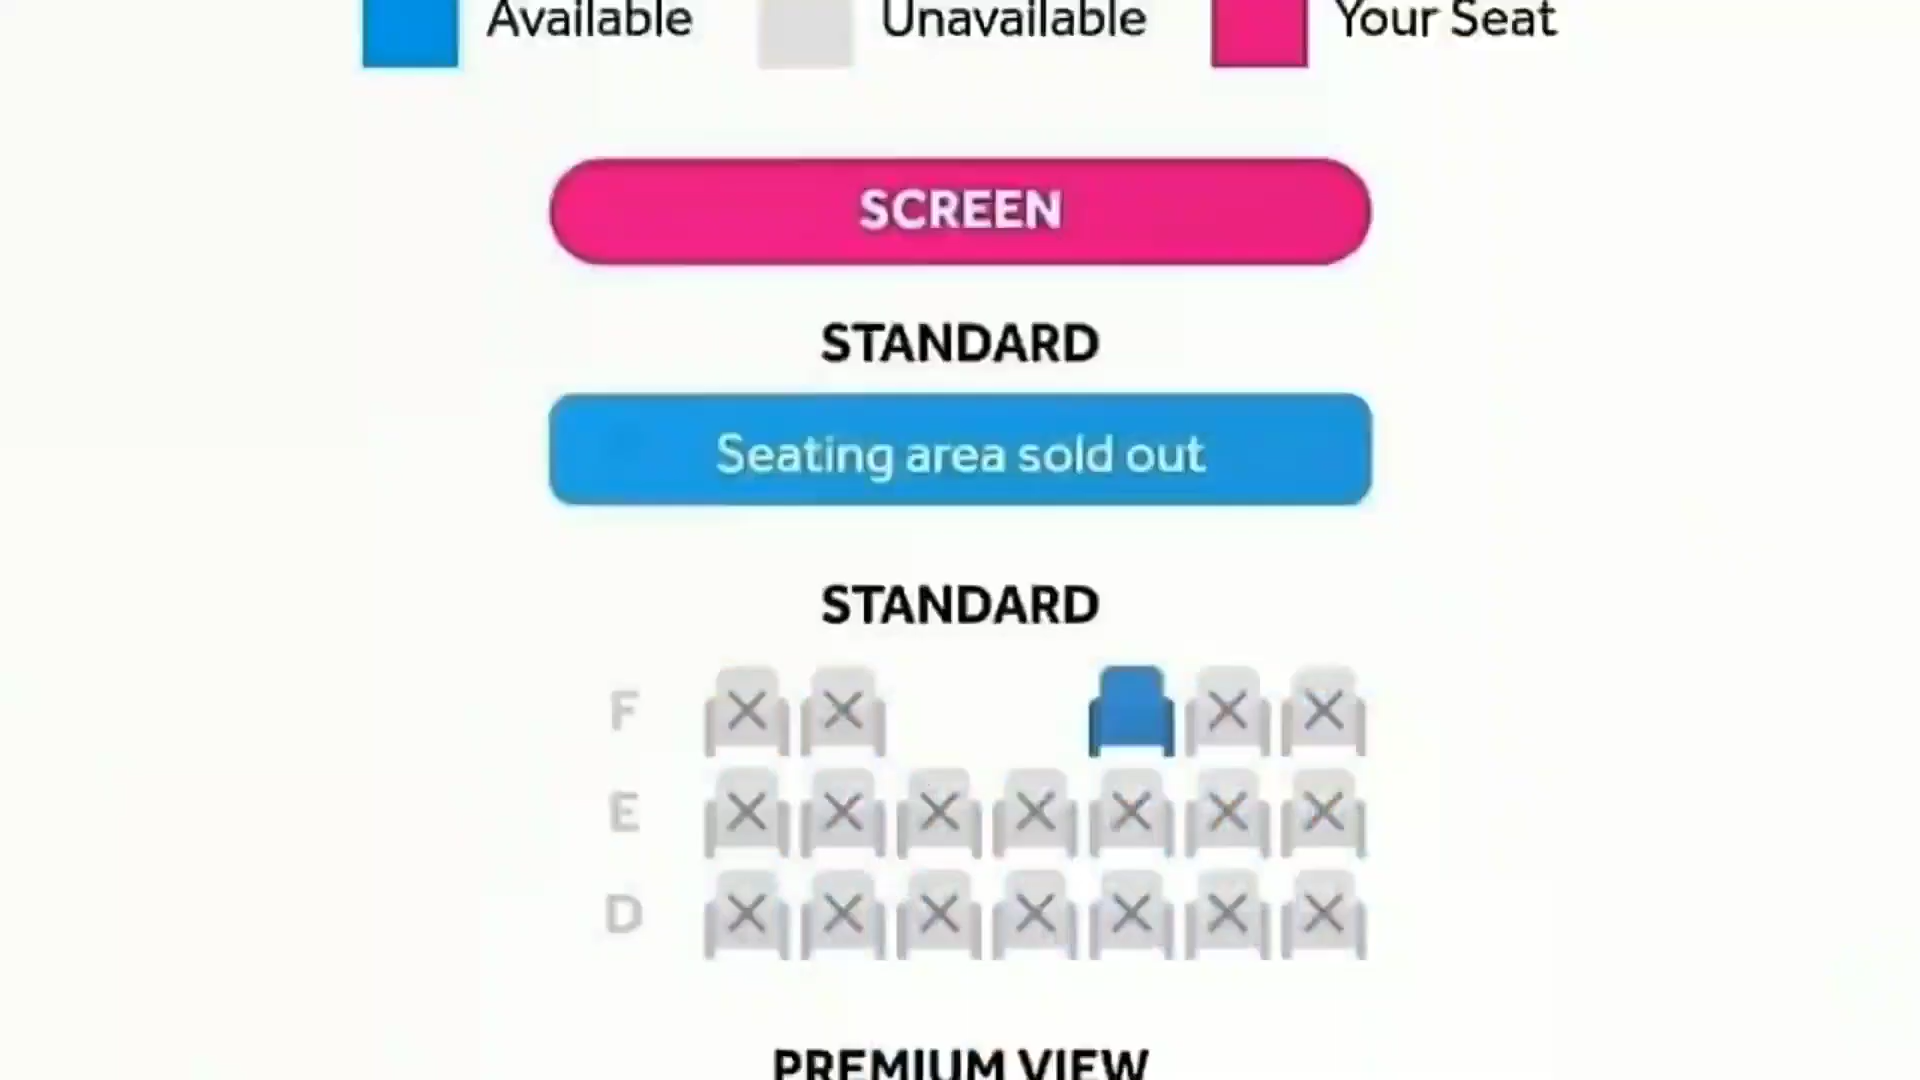 Available Unavailable Your Seat
SCREEN
STANDARD
Seating area sold out
STANDARD
F
E
D
PREMIUM VIEW